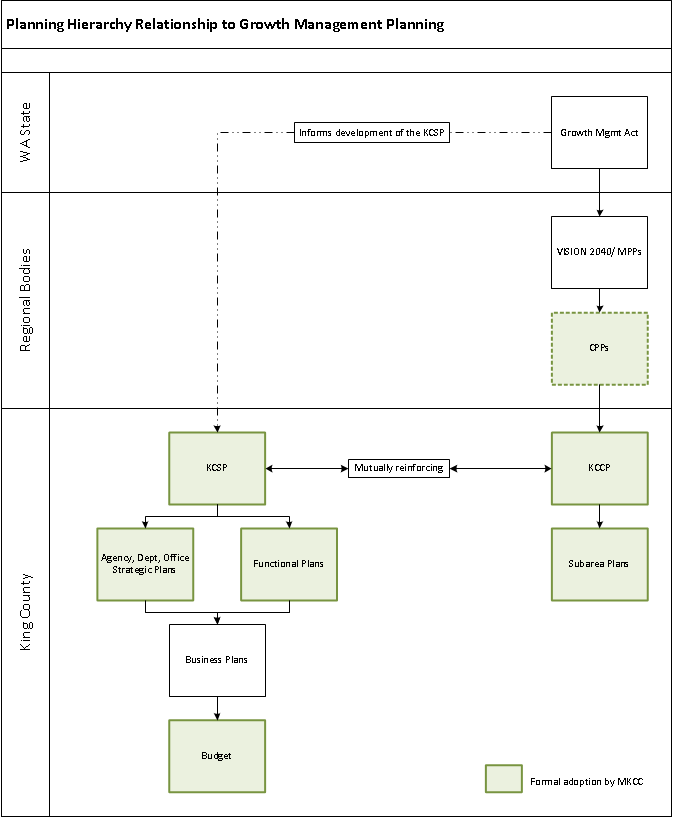 Planning Hierarchy Relationship to Growth Management Planning
WA State
Informs development of the KCSP
Growth Mgmt Act
Regional Bodies
VISION 2040/ MPPs
CPPs
King County
KCSP
Mutually reinforcing
KCCP
Agency, Dept, Office
Strategic Plans
Functional Plans
Subarea Plans
Business Plans
Budget
Formal adoption by MKCC